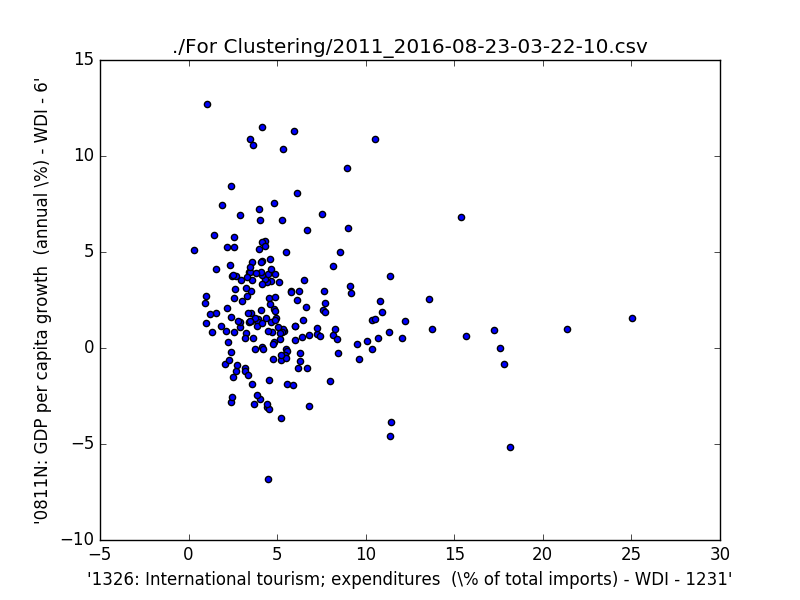 ./For Clustering/2011_2016-08-23-03-22-10.csv
15
10
5
0
−5
−10
−5 0 5 10 15 20 25 30
'0811N: GDP per capita growth  (annual \%) - WDI - 6'
'1326: International tourism; expenditures  (\% of total imports) - WDI - 1231'